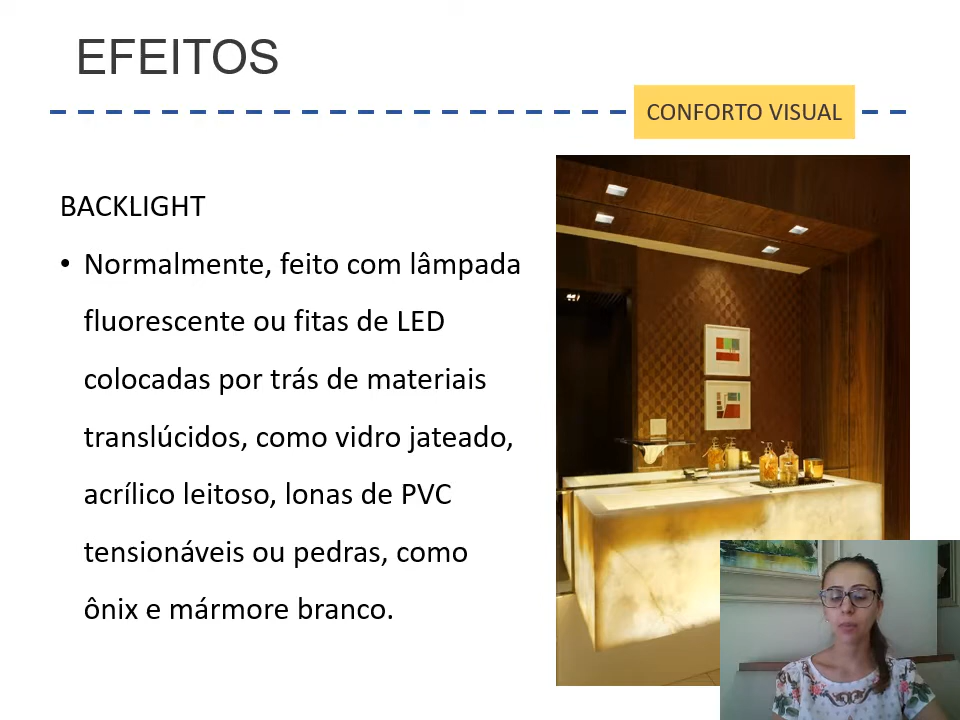 EFEITOS
CONFORTO VISUAL
BACKLIGHT
• Normalmente, feito com lâmpada
fluorescente ou fitas de LED
colocadas por trás de materiais
translúcidos, como vidro jateado,
acrílico leitoso, lonas de PVC
tensionáveis ou pedras, como
ônix e mármore branco.